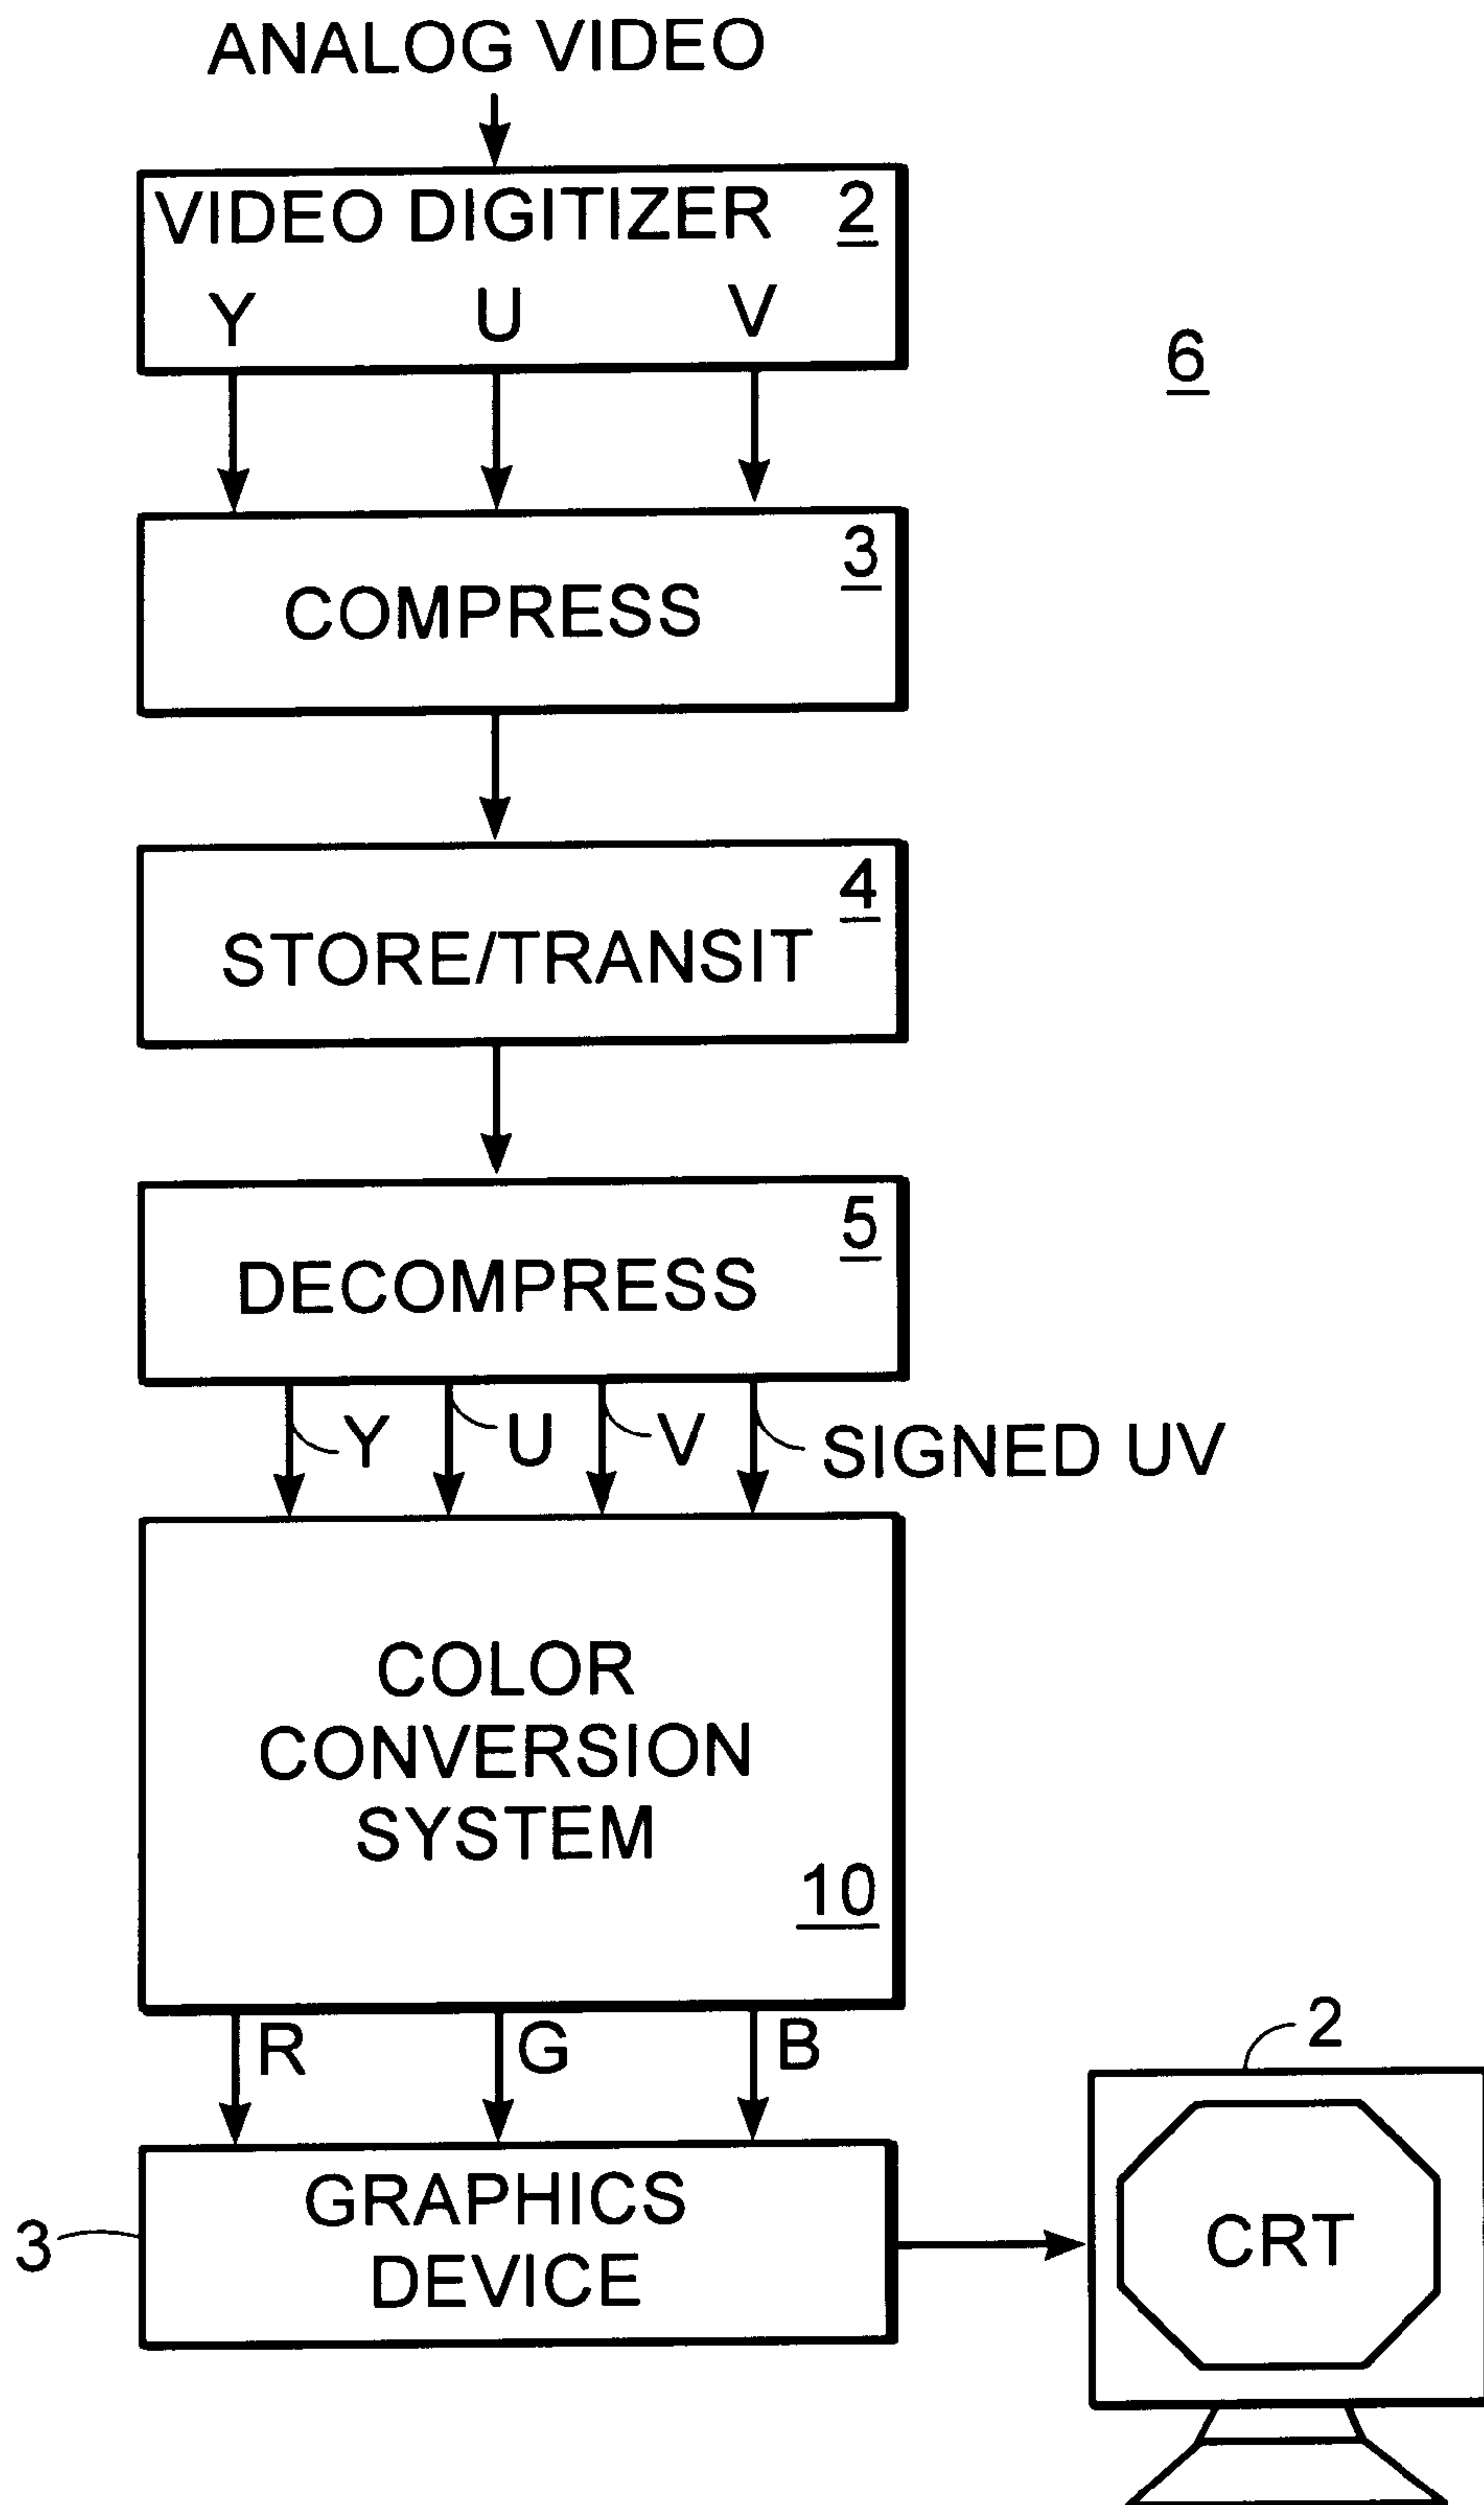 ANALOG VIDEO
VIDEO DIGITIZER 2
Y U V
6
3
COMPRESS
4
STORE/TRANSIT
5
DECOMPRESS
Y U V SIGNED UV
COLOR
CONVERSION
SYSTEM
10
R G B
2
GRAPHICS
DEVICE
3
CRT